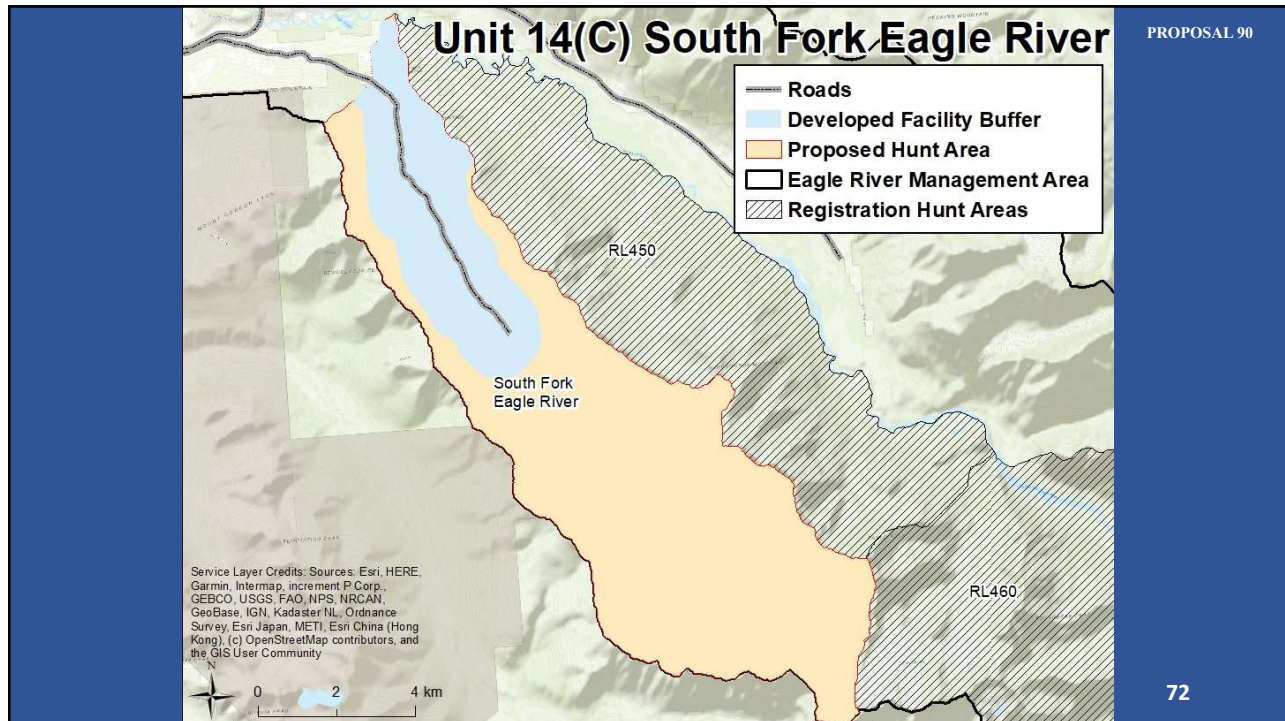 Unit 14(C) South Fork Eagle River
PROPOSAL 90
Roads
Developed Facility Buffer
Proposed Hunt Area
Eagle River Management Area
Registration Hunt Areas
RL450
South Fork
Eagle River
RL460
Service Layer Credits: Sources: Esri, HERE,
Garmin, Intermap, increment P Corp.,
GEBCO, USGS, FAO, NPS, NRCAN,
GeoBase, IGN, Kadaster NL, Ordnance
Survey, Esri Japan, METI, Esri China (Hong
Kong), (c) OpenStreetMap contributors, and
the GIS User Community
N
0 2 4 km
72